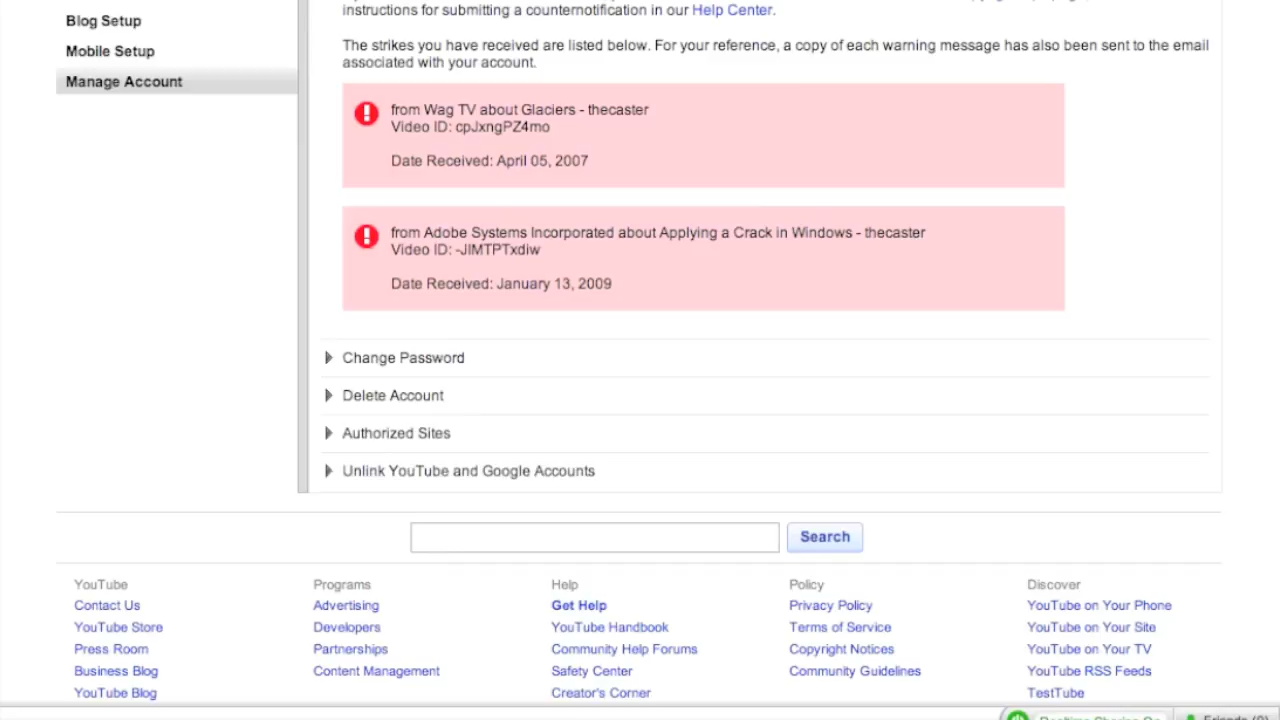 Blog Setup
Mobile Setup
Manage Account
instructions for submitting a counternotification in our Help Center.
The strikes you have received are listed below. For your reference, a copy of each warning message has also been sent to the email
associated with your account.
from Wag TV about Glaciers - thecaster
Video ID: cpJxngPZ4mo
Date Received: April 05, 2007
from Adobe Systems Incorporated about Applying a Crack in Windows - thecaster
Video ID: -JIMTPTxdiw
Date Received: January 13, 2009
Change Password
Delete Account
Authorized Sites
Unlink YouTube and Google Accounts
Search
YouTube
Contact Us
YouTube Store
Press Room
Business Blog
YouTube Blog
Programs
Advertising
Developers
Partnerships
Content Management
Help
Get Help
YouTube Handbook
Community Help Forums
Safety Center
Creator's Corner
Policy
Privacy Policy
Terms of Service
Copyright Notices
Community Guidelines
Discover
YouTube on Your Phone
YouTube on Your Site
YouTube on Your TV
YouTube RSS Feeds
TestTube
Realtime Sharing On
Friends (0)